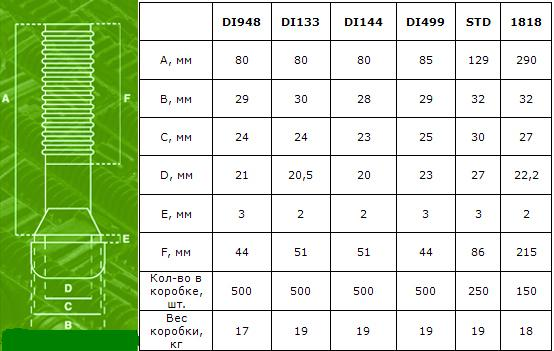 A
F
E
D
C
B
DI948 DI133 DI144 DI499 STD 1818
A, мм 80 80 80 85 129 290
B, мм 29 30 28 29 32 32
C, мм 24 24 23 25 30 27
D, мм 21 20,5 20 23 27 22,2
E, мм 3 2 2 3 3 2
F, мм 44 51 51 44 86 215
Кол-во в
коробке, 500 500 500 500 250 150
шт.
Вес
коробки, 17 19 19 19 19 18
кг